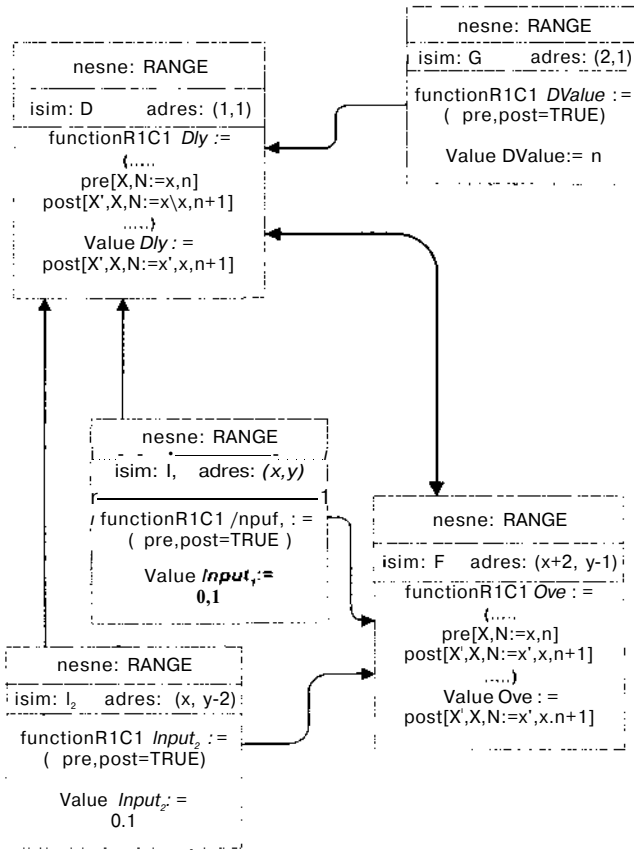 nesne: RANGE
isim: D adres: (1,1)
functionR1C1 Dly :=
(.....
pre[X,N:=x,n]
post[X',X,N:=x\x,n+1]
.....)
Value Dly : =
post[X',X,N:=x',x,n+1]
nesne: RANGE
isim: G adres: (2,1)
functionR1C1 DValue :=
( pre,post=TRUE)
Value DValue:= n
nesne: RANGE
isim: I, adres: (x,y)
functionR1C1 /npuf, : =
( pre,post=TRUE )
Value Input₁:=
0,1
nesne: RANGE
isim: F adres: (x+2, y-1)
functionR1C1 Ove : =
(.....
pre[X,N:=x,n]
post[X',X,N:=x',x,n+1]
.....)
Value Ove : =
post[X',X,N:=x',x.n+1]
nesne: RANGE
isim: I₂ adres: (x, y-2)
functionR1C1 Input₂ : =
( pre,post=TRUE)
Value Input₂: =
0.1